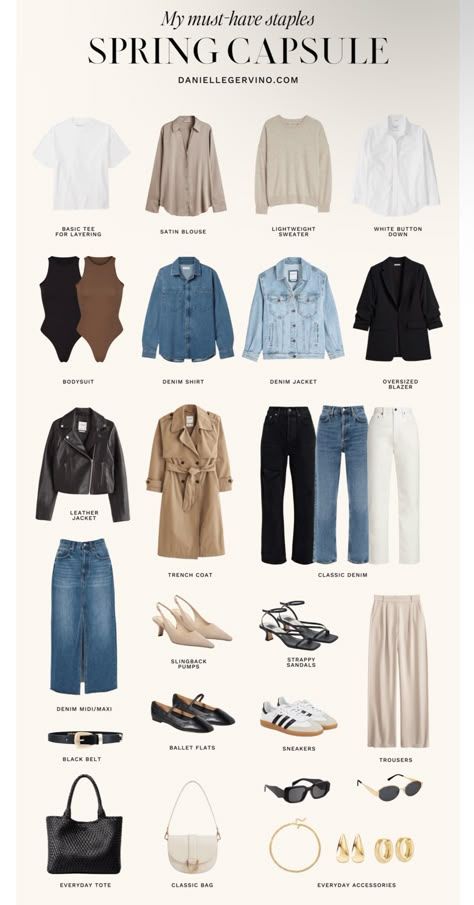 My must-have staples
SPRING CAPSULE
DANIELLEGERVINO.COM
BASIC TEE
FOR LAYERING
SATIN BLOUSE
LIGHTWEIGHT
SWEATER
WHITE BUTTON
DOWN
BODYSUIT
DENIM SHIRT
DENIM JACKET
OVERSIZED
BLAZER
LEATHER
JACKET
TRENCH COAT
CLASSIC DENIM
SLINGBACK
PUMPS
STRAPPY
SANDALS
DENIM MIDI/MAXI
BALLET FLATS
SNEAKERS
TROUSERS
BLACK BELT
EVERYDAY TOTE
CLASSIC BAG
EVERYDAY ACCESSORIES